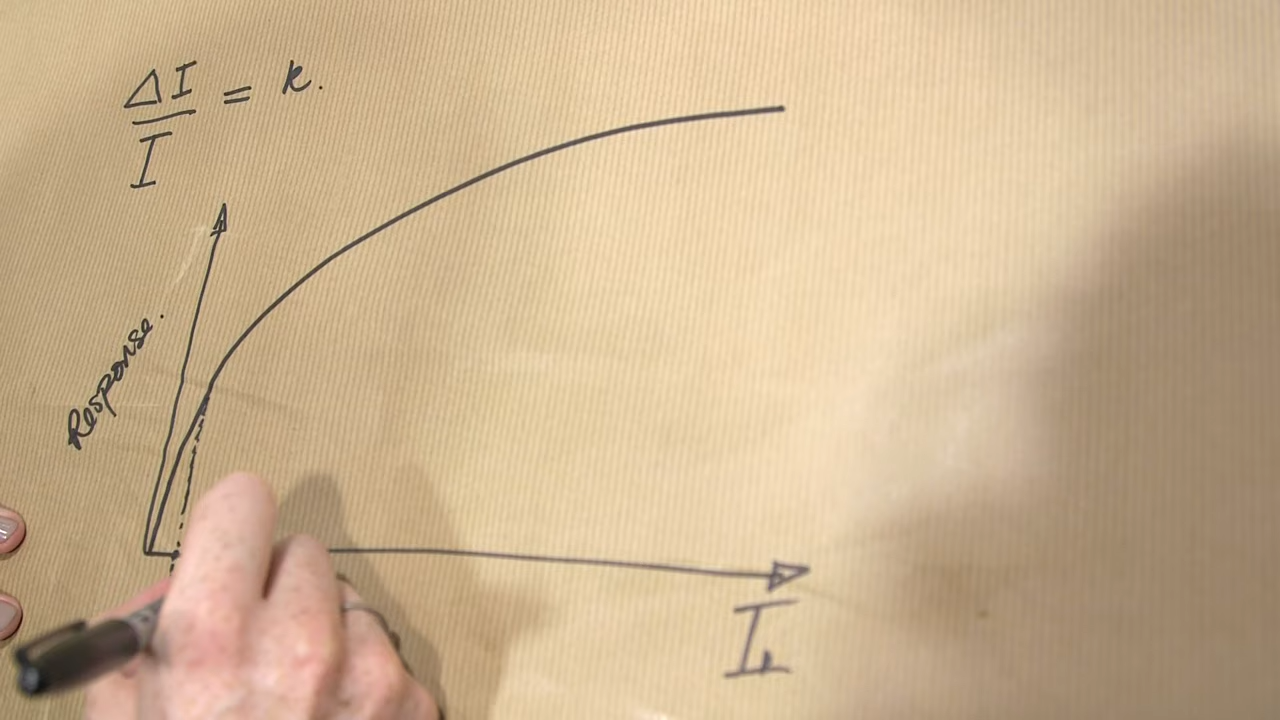 ΔI
― = k.
I
Response.
I